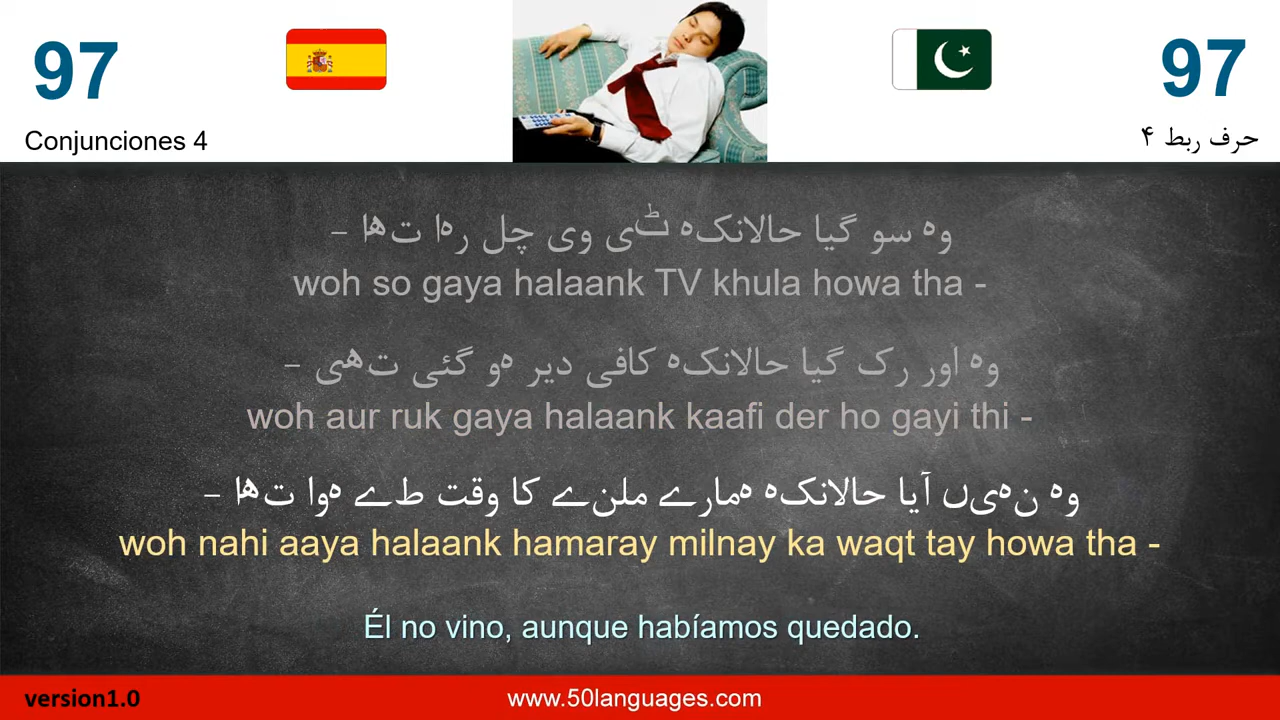 97
97
Conjunciones 4
حرف ربط ۴
وہ سو گیا حالانکہ ٹی وی چل رہا تھا –
woh so gaya halaank TV khula howa tha -
وہ اور رک گیا حالانکہ کافی دیر ہو گئی تھی –
woh aur ruk gaya halaank kaafi der ho gayi thi -
وہ نہیں آیا حالانکہ ہمارے ملنے کا وقت طے ہوا تھا –
woh nahi aaya halaank hamaray milnay ka waqt tay howa tha -
Él no vino, aunque habíamos quedado.
version1.0
www.50languages.com